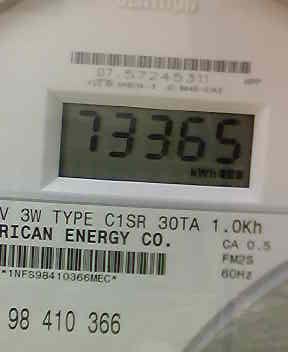 73365
kWh
V 3W TYPE C1SR 30TA 1.0Kh
RICAN ENERGY CO.
CA 0.5
FM2S
60Hz
*1NFS98410366MEC*
98 410 366